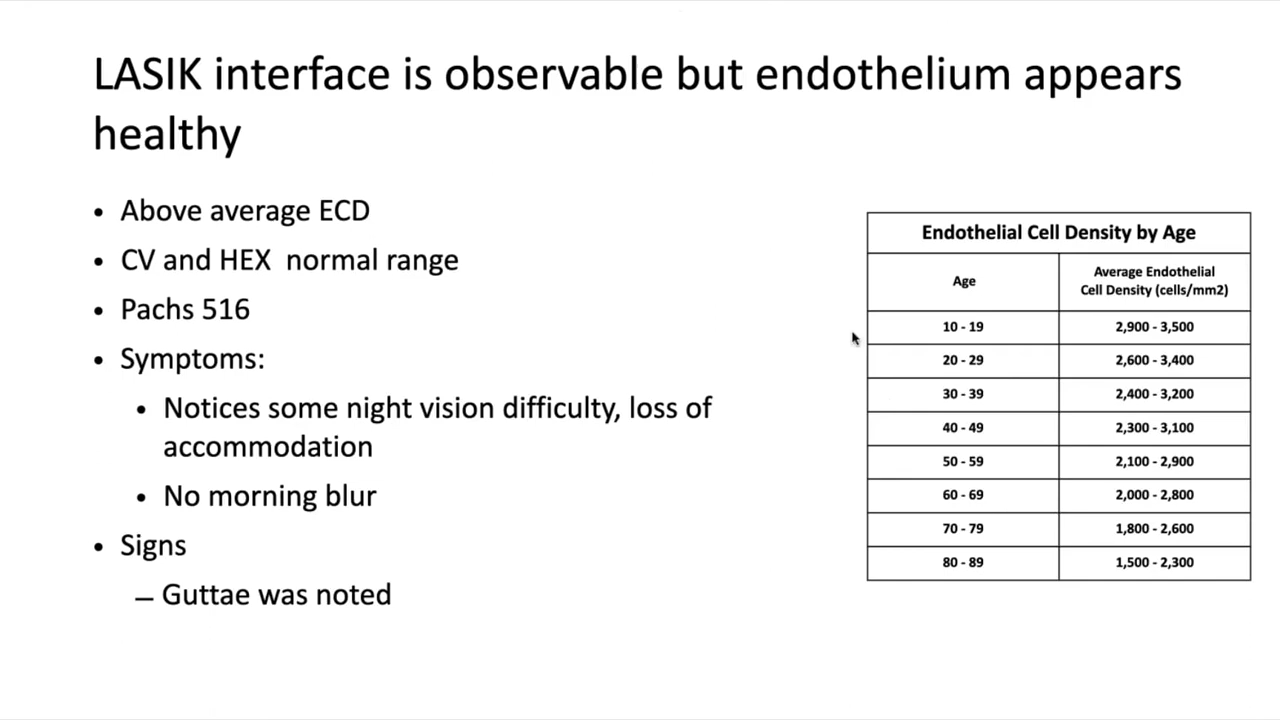 LASIK interface is observable but endothelium appears
healthy
• Above average ECD
• CV and HEX normal range
• Pachs 516
• Symptoms:
• Notices some night vision difficulty, loss of
accommodation
• No morning blur
• Signs
– Guttae was noted
Endothelial Cell Density by Age
Age
Average Endothelial
Cell Density (cells/mm2)
10 - 19 2,900 - 3,500
20 - 29 2,600 - 3,400
30 - 39 2,400 - 3,200
40 - 49 2,300 - 3,100
50 - 59 2,100 - 2,900
60 - 69 2,000 - 2,800
70 - 79 1,800 - 2,600
80 - 89 1,500 - 2,300